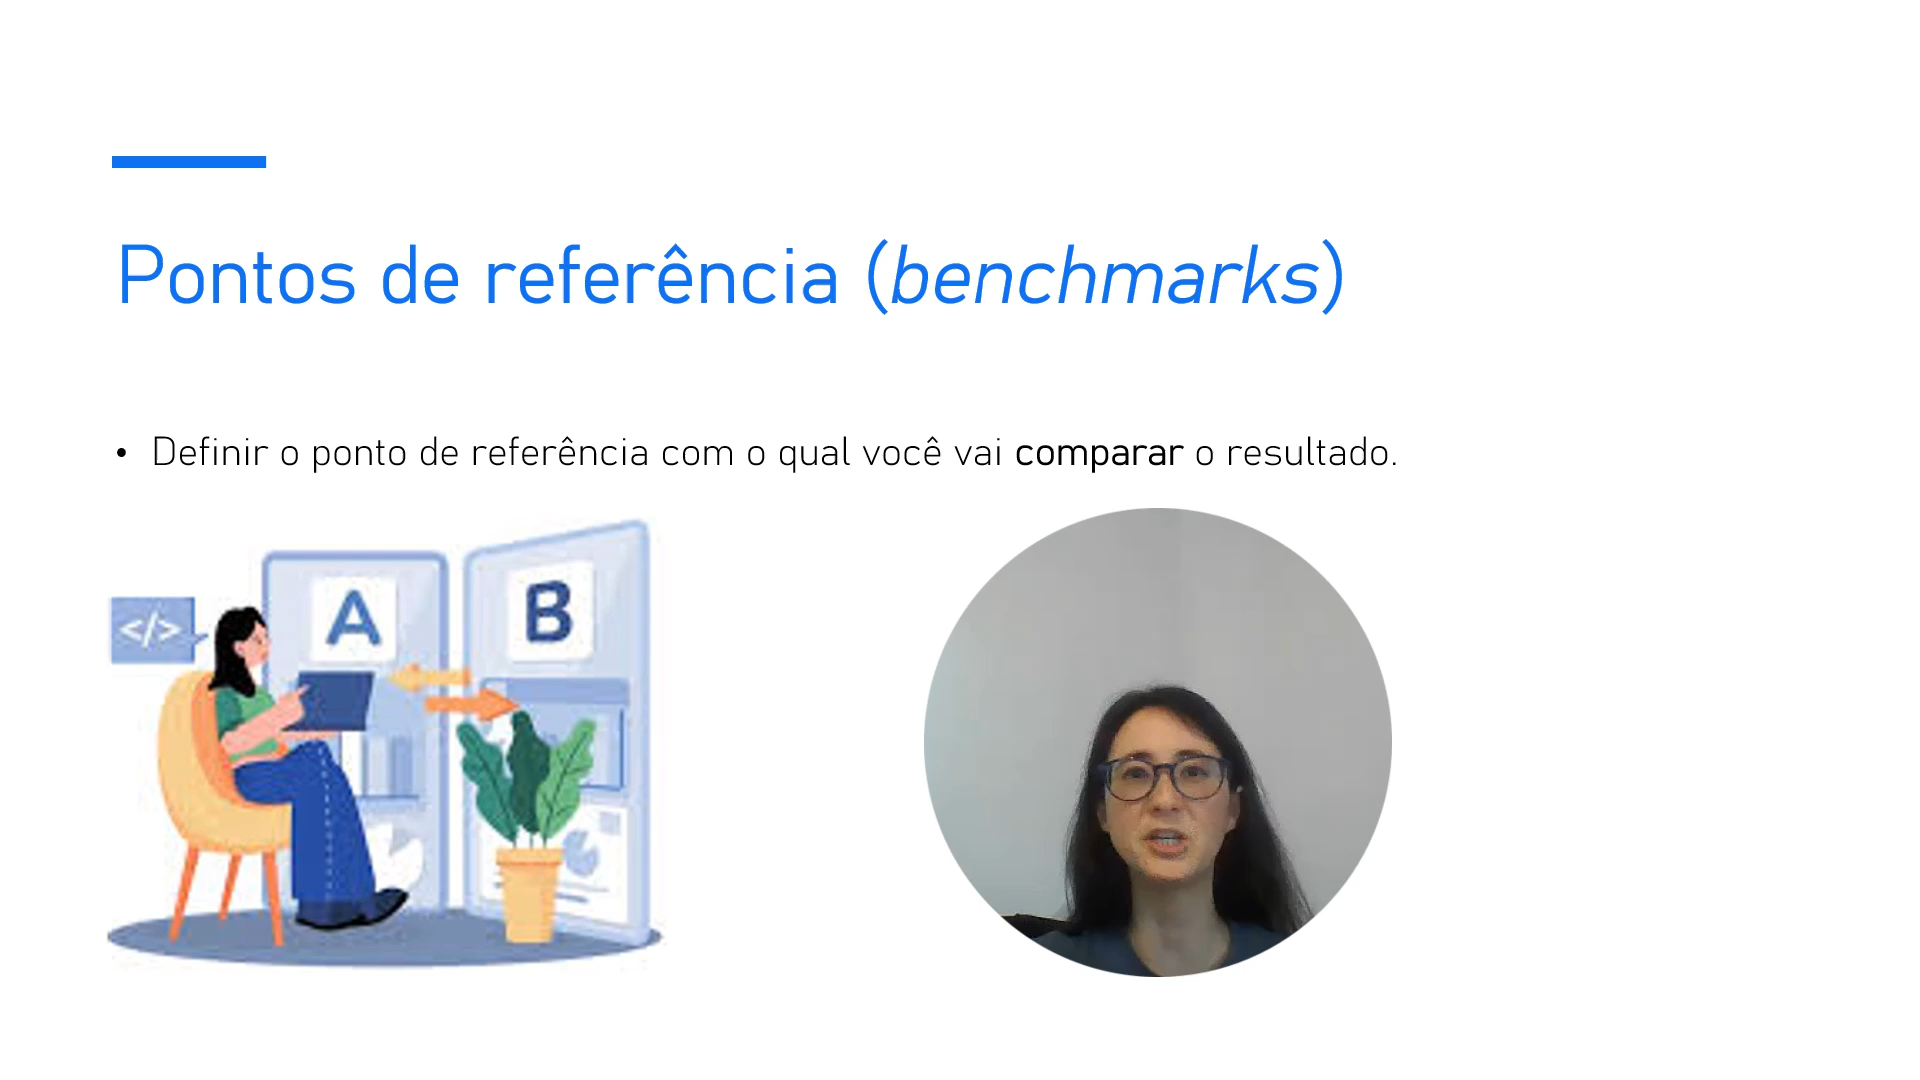 Pontos de referência (benchmarks)
• Definir o ponto de referência com o qual você vai comparar o resultado.
</>
A
B